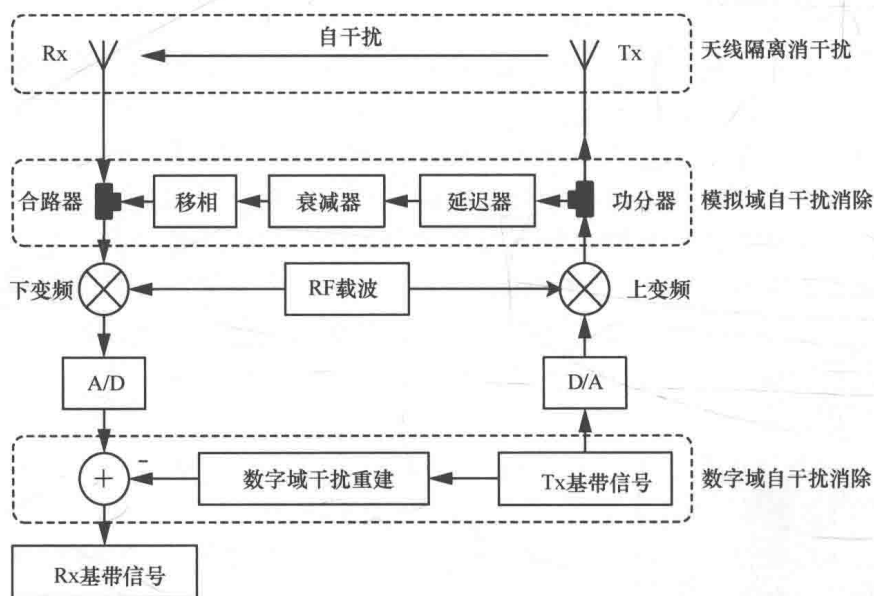 Rx
自干扰
Tx
天线隔离消干扰
合路器
移相
衰减器
延迟器
功分器
模拟域自干扰消除
下变频
RF载波
上变频
A/D
D/A
+
-
数字域干扰重建
Tx基带信号
数字域自干扰消除
Rx基带信号